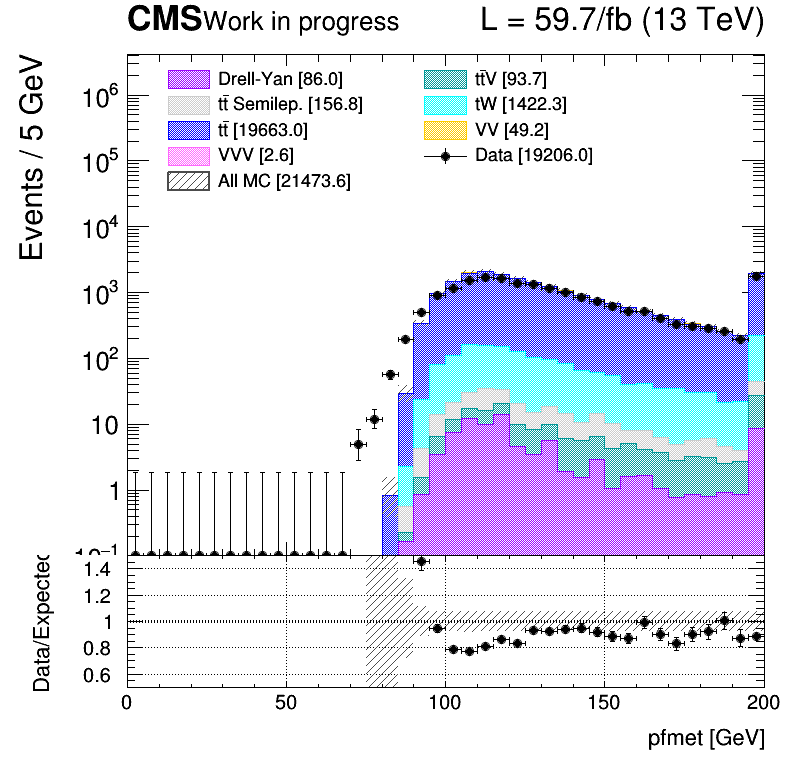 CMS Work in progress L = 59.7/fb (13 TeV)
Events / 5 GeV
Drell-Yan [86.0] tt̄V [93.7]
tt̄ Semilep. [156.8] tW [1422.3]
tt̄ [19663.0] VV [49.2]
VVV [2.6] Data [19206.0]
All MC [21473.6]
10⁶
10⁵
10⁴
10³
10²
10
1
10⁻¹
Data/Expected
1.4
1.2
1
0.8
0.6
0 50 100 150 200
pfmet [GeV]